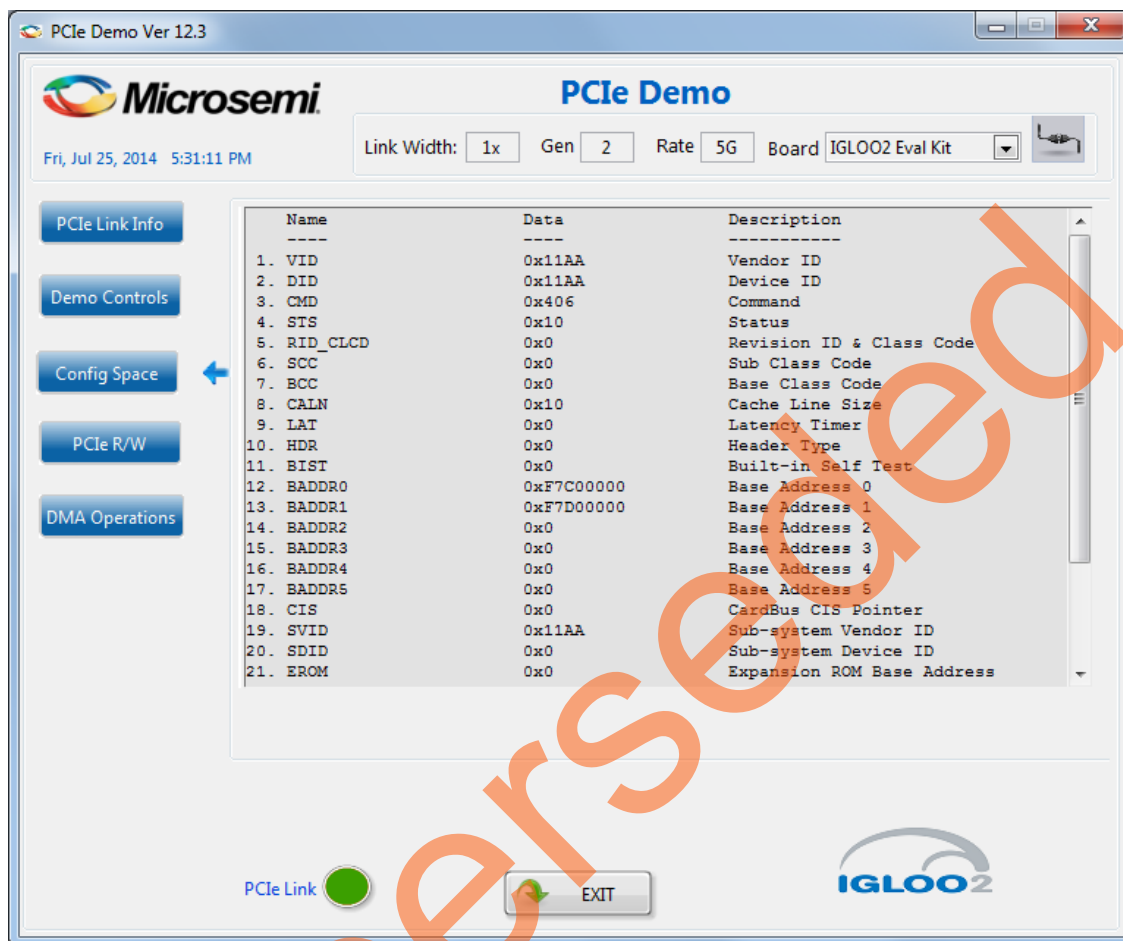 PCIe Demo Ver 12.3
Microsemi.
PCIe Demo
Fri, Jul 25, 2014 5:31:11 PM
Link Width: 1x Gen 2 Rate 5G Board IGLOO2 Eval Kit
PCIe Link Info
Demo Controls
Config Space
PCIe R/W
DMA Operations
Name Data Description
---- ---- -----------
1. VID 0x11AA Vendor ID
2. DID 0x11AA Device ID
3. CMD 0x406 Command
4. STS 0x10 Status
5. RID_CLCD 0x0 Revision ID & Class Code
6. SCC 0x0 Sub Class Code
7. BCC 0x0 Base Class Code
8. CALN 0x10 Cache Line Size
9. LAT 0x0 Latency Timer
10. HDR 0x0 Header Type
11. BIST 0x0 Built-in Self Test
12. BADDR0 0xF7C00000 Base Address 0
13. BADDR1 0xF7D00000 Base Address 1
14. BADDR2 0x0 Base Address 2
15. BADDR3 0x0 Base Address 3
16. BADDR4 0x0 Base Address 4
17. BADDR5 0x0 Base Address 5
18. CIS 0x0 CardBus CIS Pointer
19. SVID 0x11AA Sub-system Vendor ID
20. SDID 0x0 Sub-system Device ID
21. EROM 0x0 Expansion ROM Base Address
PCIe Link
EXIT
IGLOO2
erseded